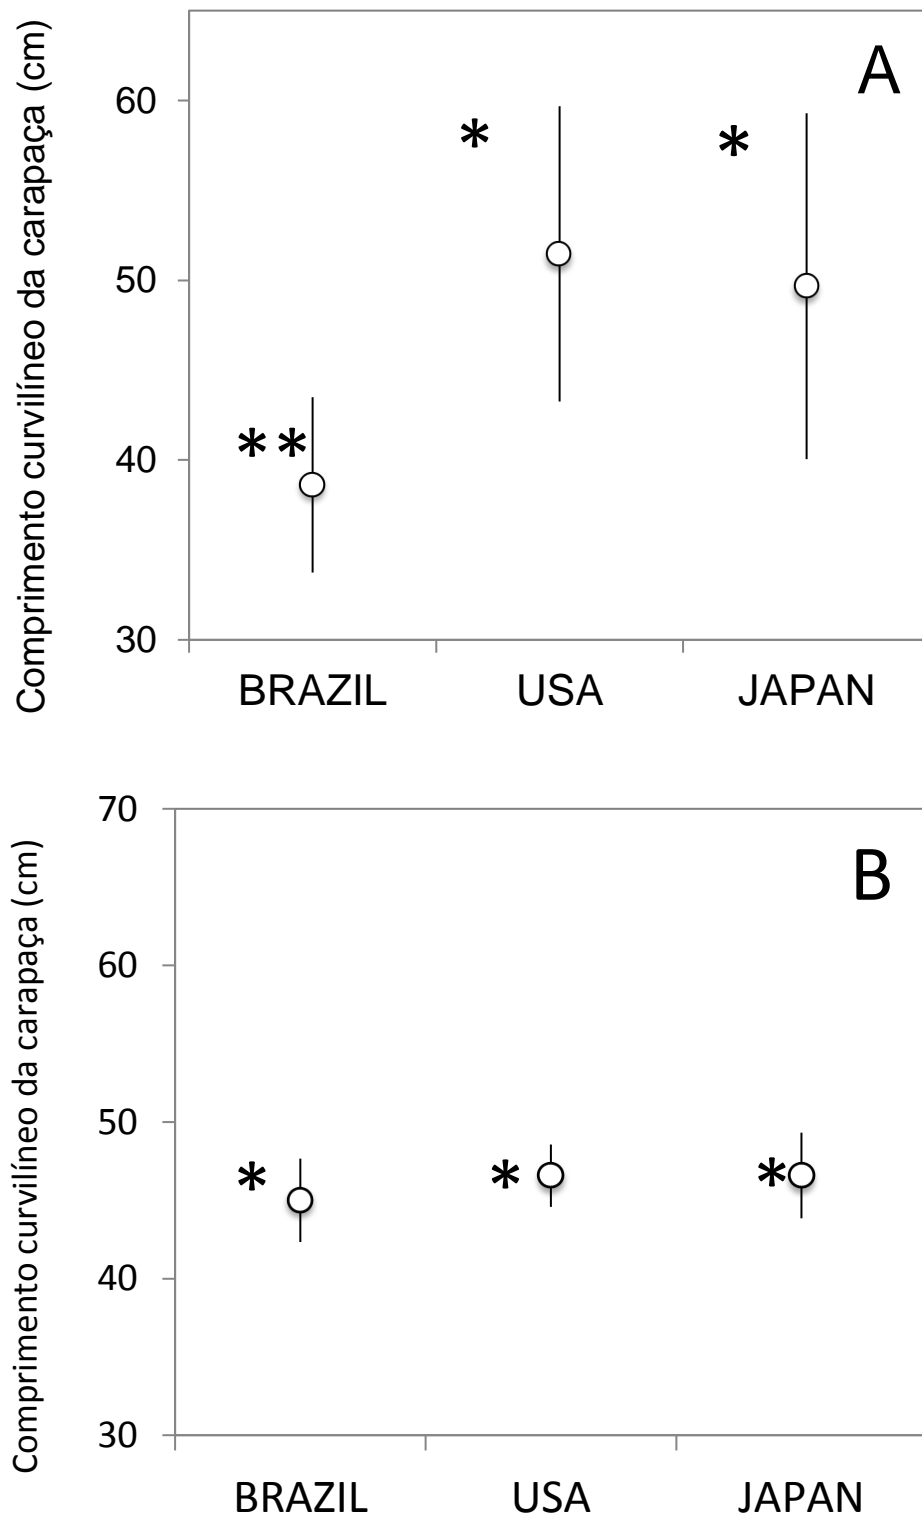 Comprimento curvilíneo da carapaça (cm)
A
60
*
*
50
**
40
30
BRAZIL USA JAPAN
Comprimento curvilíneo da carapaça (cm)
70
B
60
50
* * *
40
30
BRAZIL USA JAPAN